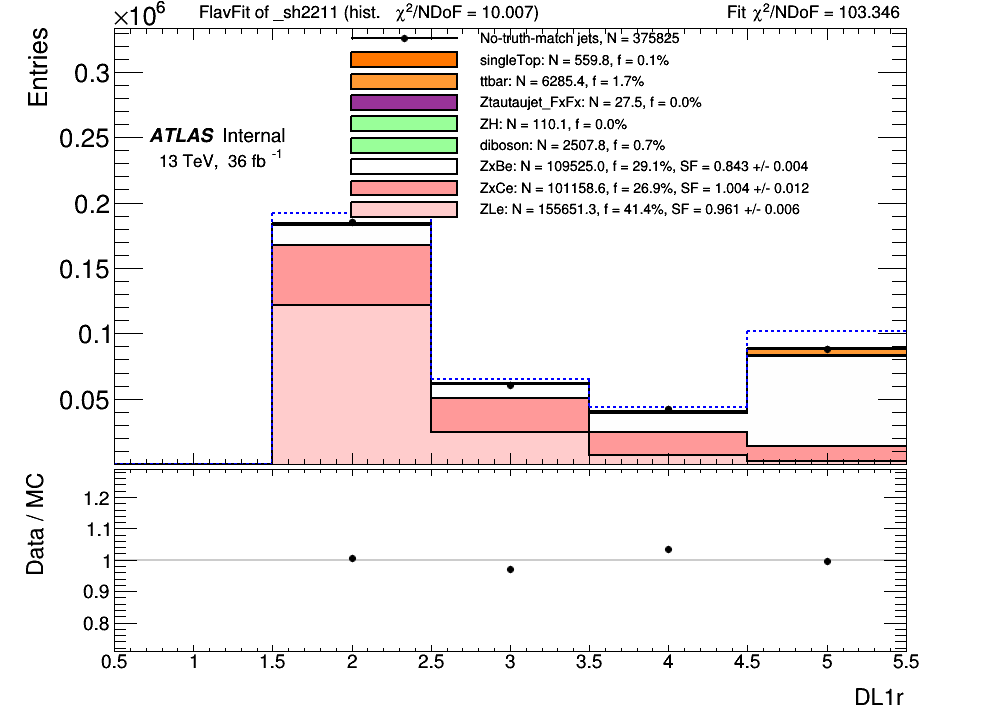 ×10⁶ FlavFit of _sh2211 (hist. χ²/NDoF = 10.007) Fit χ²/NDoF = 103.346
Entries
No-truth-match jets, N = 375825
singleTop: N = 559.8, f = 0.1%
ttbar: N = 6285.4, f = 1.7%
Ztautaujet_FxFx: N = 27.5, f = 0.0%
ZH: N = 110.1, f = 0.0%
diboson: N = 2507.8, f = 0.7%
ZxBe: N = 109525.0, f = 29.1%, SF = 0.843 +/- 0.004
ZxCe: N = 101158.6, f = 26.9%, SF = 1.004 +/- 0.012
ZLe: N = 155651.3, f = 41.4%, SF = 0.961 +/- 0.006
ATLAS Internal
13 TeV, 36 fb⁻¹
0.3
0.25
0.2
0.15
0.1
0.05
Data / MC
1.2
1.1
1
0.9
0.8
0.5 1 1.5 2 2.5 3 3.5 4 4.5 5 5.5
DL1r